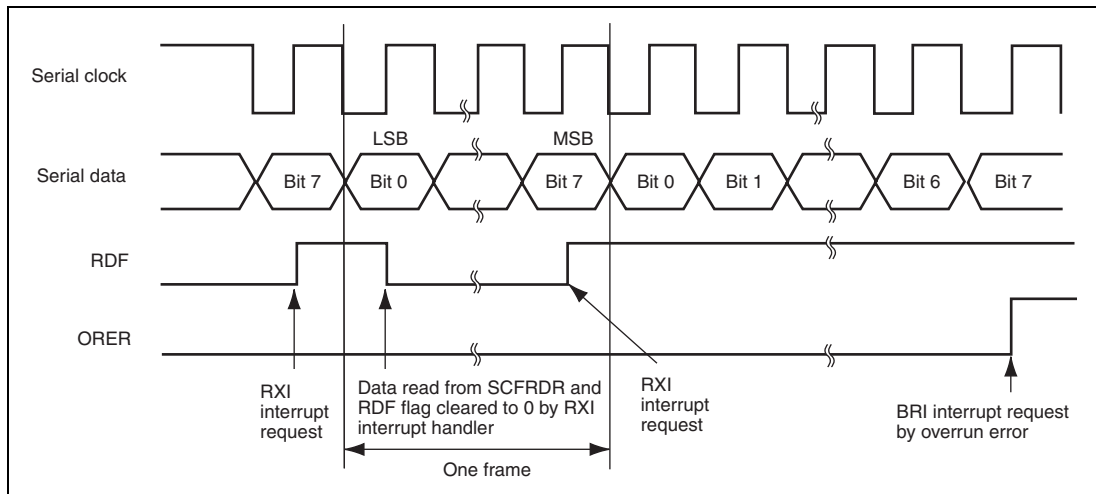 Serial clock
LSB
MSB
Serial data
Bit 7
Bit 0
Bit 7
Bit 0
Bit 1
Bit 6
Bit 7
RDF
ORER
RXI
interrupt
request
Data read from SCFRDR and
RDF flag cleared to 0 by RXI
interrupt handler
RXI
interrupt
request
BRI interrupt request
by overrun error
One frame